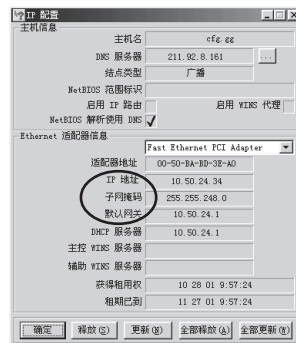 IP 配置
主机信息
主机名 cfg.gg
DNS 服务器 211.92.8.161 ...
结点类型 广播
NetBIOS 范围标识
启用 IP 路由 启用 WINS 代理
NetBIOS 解析使用 DNS
Ethernet 适配器信息
Fast Ethernet PCI Adapter
适配器地址 00-50-BA-BD-3E-A0
IP 地址 10.50.24.34
子网掩码 255.255.248.0
默认网关 10.50.24.1
DHCP 服务器 10.50.24.1
主控 WINS 服务器
辅助 WINS 服务器
获得租用权 10 28 01 9:57:24
租期已到 11 27 01 9:57:24
确定 释放(S) 更新(N) 全部释放(A) 全部更新(W)